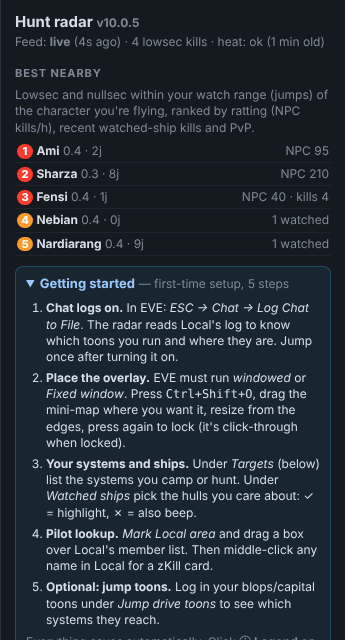 Hunt radar v10.0.5
Feed: live (4s ago) · 4 lowsec kills · heat: ok (1 min old)
BEST NEARBY
Lowsec and nullsec within your watch range (jumps) of
the character you're flying, ranked by ratting (NPC
kills/h), recent watched-ship kills and PvP.
1 Ami 0.4 · 2j NPC 95
2 Sharza 0.3 · 8j NPC 210
3 Fensi 0.4 · 1j NPC 40 · kills 4
4 Nebian 0.4 · 0j 1 watched
5 Nardiarang 0.4 · 9j 1 watched
▼ Getting started — first-time setup, 5 steps
1. Chat logs on. In EVE: ESC → Chat → Log Chat
to File. The radar reads Local's log to know
which toons you run and where they are. Jump
once after turning it on.
2. Place the overlay. EVE must run windowed or
Fixed window. Press Ctrl+Shift+O, drag the
mini-map where you want it, resize from the
edges, press again to lock (it's click-through
when locked).
3. Your systems and ships. Under Targets (below)
list the systems you camp or hunt. Under
Watched ships pick the hulls you care about: ✓
= highlight, ✕ = also beep.
4. Pilot lookup. Mark Local area and drag a box
over Local's member list. Then middle-click any
name in Local for a zKill card.
5. Optional: jump toons. Log in your blops/capital
toons under Jump drive toons to see which
systems they reach.